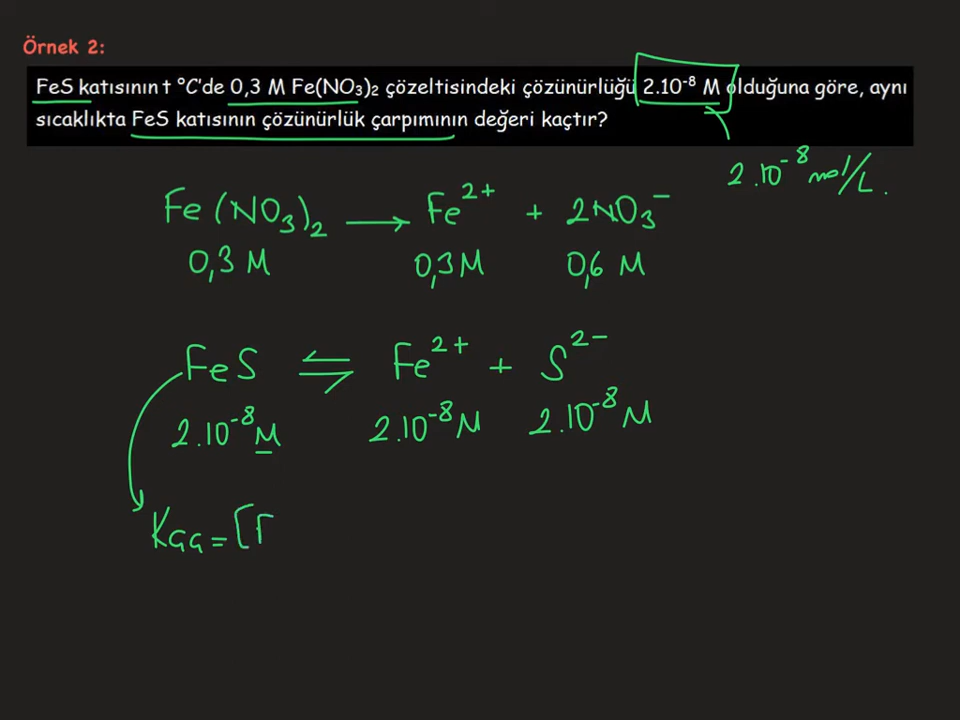 Örnek 2:
FeS katısının t °C'de 0,3 M Fe(NO₃)₂ çözeltisindeki çözünürlüğü 2.10⁻⁸ M olduğuna göre, aynı
sıcaklıkta FeS katısının çözünürlük çarpımının değeri kaçtır?
2.10⁻⁸ mol/L.
Fe(NO₃)₂ → Fe²⁺ + 2NO₃⁻
0,3 M 0,3 M 0,6 M
FeS ⇌ Fe²⁺ + S²⁻
2.10⁻⁸ M 2.10⁻⁸ M 2.10⁻⁸ M
Kçç = [F